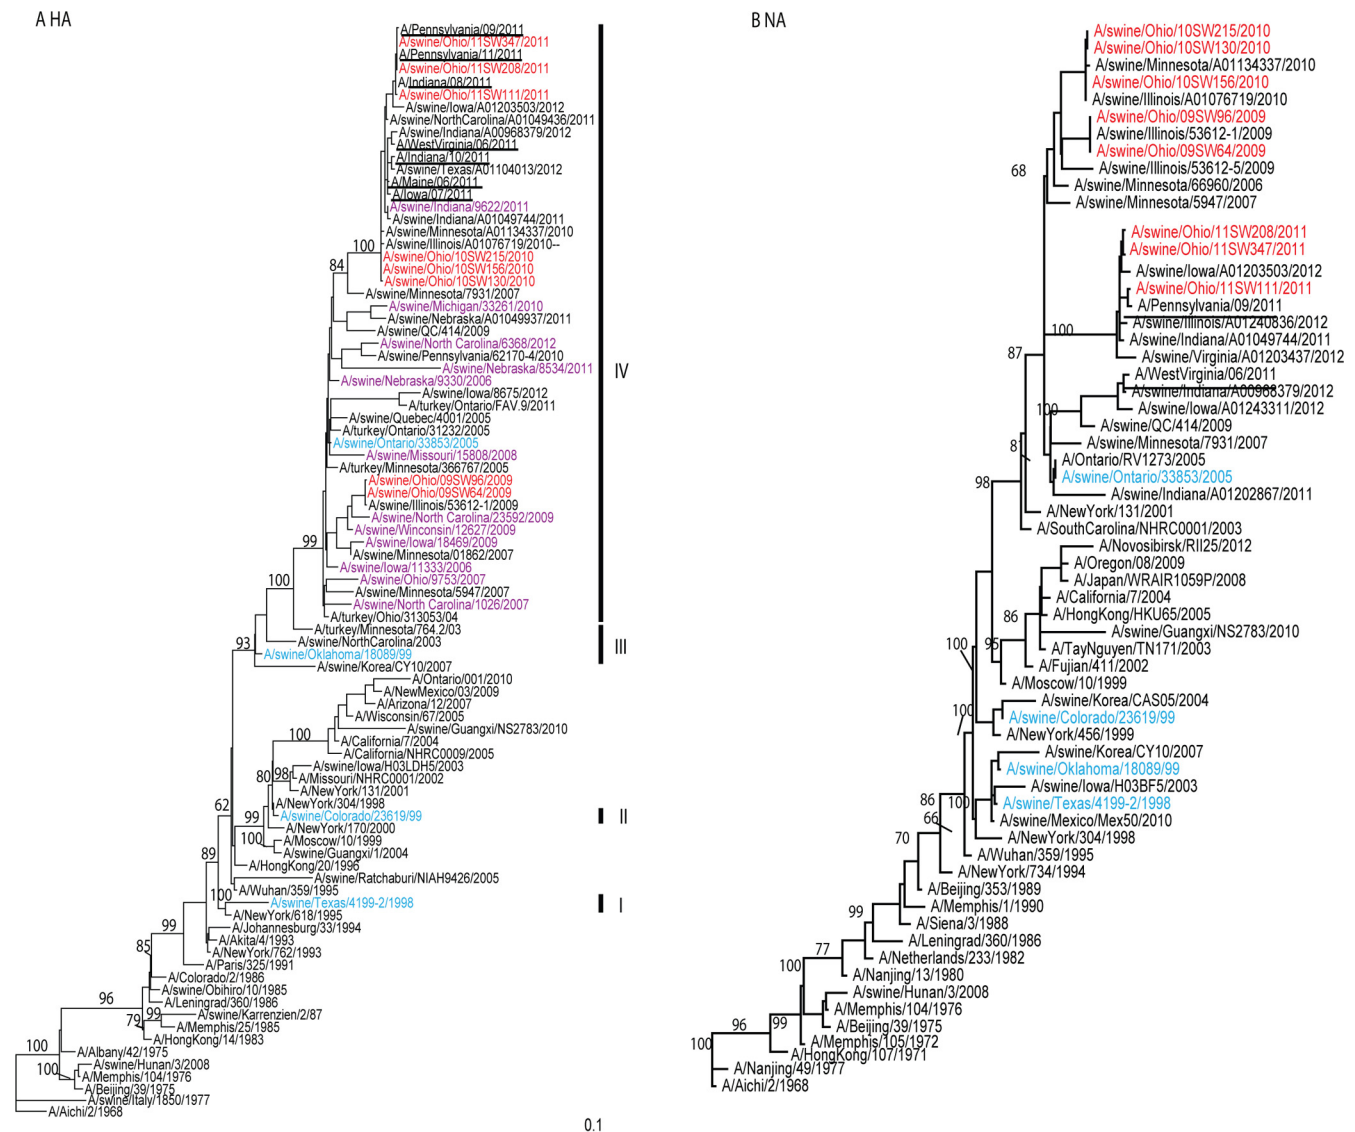 A HA
A/Pennsylvania/09/2011
A/swine/Ohio/11SW347/2011
A/Pennsylvania/11/2011
A/swine/Ohio/11SW208/2011
A/Indiana/08/2011
A/swine/Ohio/11SW111/2011
A/swine/Iowa/A01203503/2012
A/swine/NorthCarolina/A01049436/2011
A/swine/Indiana/A00968379/2012
A/WestVirginia/06/2011
A/Indiana/10/2011
A/swine/Texas/A01104013/2012
A/Maine/06/2011
A/Iowa/07/2011
A/swine/Indiana/9622/2011
A/swine/Indiana/A01049744/2011
A/swine/Minnesota/A01134337/2010
A/swine/Illinois/A01076719/2010--
100
A/swine/Ohio/10SW215/2010
84
A/swine/Ohio/10SW156/2010
A/swine/Ohio/10SW130/2010
A/swine/Minnesota/7931/2007
A/swine/Michigan/33261/2010
A/swine/Nebraska/A01049937/2011
A/swine/QC/414/2009
A/swine/North Carolina/6368/2012
A/swine/Pennsylvania/62170-4/2010
A/swine/Nebraska/8534/2011
IV
A/swine/Nebraska/9330/2006
A/swine/Iowa/8675/2012
A/turkey/Ontario/FAV.9/2011
A/swine/Quebec/4001/2005
A/turkey/Ontario/31232/2005
A/swine/Ontario/33853/2005
A/swine/Missouri/15808/2008
A/turkey/Minnesota/366767/2005
A/swine/Ohio/09SW96/2009
A/swine/Ohio/09SW64/2009
A/swine/Illinois/53612-1/2009
A/swine/North Carolina/23592/2009
A/swine/Winconsin/12627/2009
99
A/swine/Iowa/18469/2009
A/swine/Minnesota/01862/2007
A/swine/Iowa/11333/2006
100
A/swine/Ohio/9753/2007
A/swine/Minnesota/5947/2007
A/swine/North Carolina/1026/2007
A/turkey/Ohio/313053/04
A/turkey/Minnesota/764.2/03
93
A/swine/NorthCarolina/2003
III
A/swine/Oklahoma/18089/99
A/swine/Korea/CY10/2007
A/Ontario/001/2010
A/NewMexico/03/2009
A/Arizona/12/2007
A/Wisconsin/67/2005
A/swine/Guangxi/NS2783/2010
100
A/California/7/2004
A/California/NHRC0009/2005
A/swine/Iowa/H03LDH5/2003
80
98
A/Missouri/NHRC0001/2002
A/NewYork/131/2001
62
A/NewYork/304/1998
99
A/swine/Colorado/23619/99
II
A/NewYork/170/2000
100
A/Moscow/10/1999
A/swine/Guangxi/1/2004
89
A/HongKong/20/1996
A/swine/Ratchaburi/NIAH9426/2005
A/Wuhan/359/1995
100
A/swine/Texas/4199-2/1998
I
A/NewYork/618/1995
99
A/Johannesburg/33/1994
A/Akita/4/1993
85
A/NewYork/762/1993
A/Paris/325/1991
A/Colorado/2/1986
A/swine/Obihiro/10/1985
96
A/Leningrad/360/1986
79
99
A/swine/Karrenzien/2/87
A/Memphis/25/1985
A/HongKong/14/1983
100
A/Albany/42/1975
100
A/swine/Hunan/3/2008
A/Memphis/104/1976
A/Beijing/39/1975
A/swine/Italy/1850/1977
A/Aichi/2/1968
0.1
B NA
A/swine/Ohio/10SW215/2010
A/swine/Ohio/10SW130/2010
A/swine/Minnesota/A01134337/2010
A/swine/Ohio/10SW156/2010
A/swine/Illinois/A01076719/2010
A/swine/Ohio/09SW96/2009
A/swine/Illinois/53612-1/2009
A/swine/Ohio/09SW64/2009
68
A/swine/Illinois/53612-5/2009
A/swine/Minnesota/66960/2006
A/swine/Minnesota/5947/2007
A/swine/Ohio/11SW208/2011
A/swine/Ohio/11SW347/2011
A/swine/Iowa/A01203503/2012
A/swine/Ohio/11SW111/2011
A/Pennsylvania/09/2011
A/swine/Illinois/A01240836/2012
100
A/swine/Indiana/A01049744/2011
87
A/swine/Virginia/A01203437/2012
A/WestVirginia/06/2011
A/swine/Indiana/A00968379/2012
100
A/swine/Iowa/A01243311/2012
A/swine/QC/414/2009
81
A/swine/Minnesota/7931/2007
A/Ontario/RV1273/2005
98
A/swine/Ontario/33853/2005
A/swine/Indiana/A01202867/2011
A/NewYork/131/2001
A/SouthCarolina/NHRC0001/2003
A/Novosibirsk/RII25/2012
A/Oregon/08/2009
A/Japan/WRAIR1059P/2008
A/California/7/2004
86
A/HongKong/HKU65/2005
A/swine/Guangxi/NS2783/2010
100
95
A/TayNguyen/TN171/2003
A/Fujian/411/2002
A/Moscow/10/1999
A/swine/Korea/CAS05/2004
100
A/swine/Colorado/23619/99
A/NewYork/456/1999
A/swine/Korea/CY10/2007
A/swine/Oklahoma/18089/99
A/swine/Iowa/H03BF5/2003
86
100
A/swine/Texas/4199-2/1998
66
A/swine/Mexico/Mex50/2010
70
A/NewYork/304/1998
A/Wuhan/359/1995
A/NewYork/734/1994
A/Beijing/353/1989
99
A/Memphis/1/1990
A/Siena/3/1988
77
A/Leningrad/360/1986
A/Netherlands/233/1982
100
A/Nanjing/13/1980
A/swine/Hunan/3/2008
A/Memphis/104/1976
96
99
A/Beijing/39/1975
100
A/Memphis/105/1972
A/HongKong/107/1971
A/Nanjing/49/1977
A/Aichi/2/1968